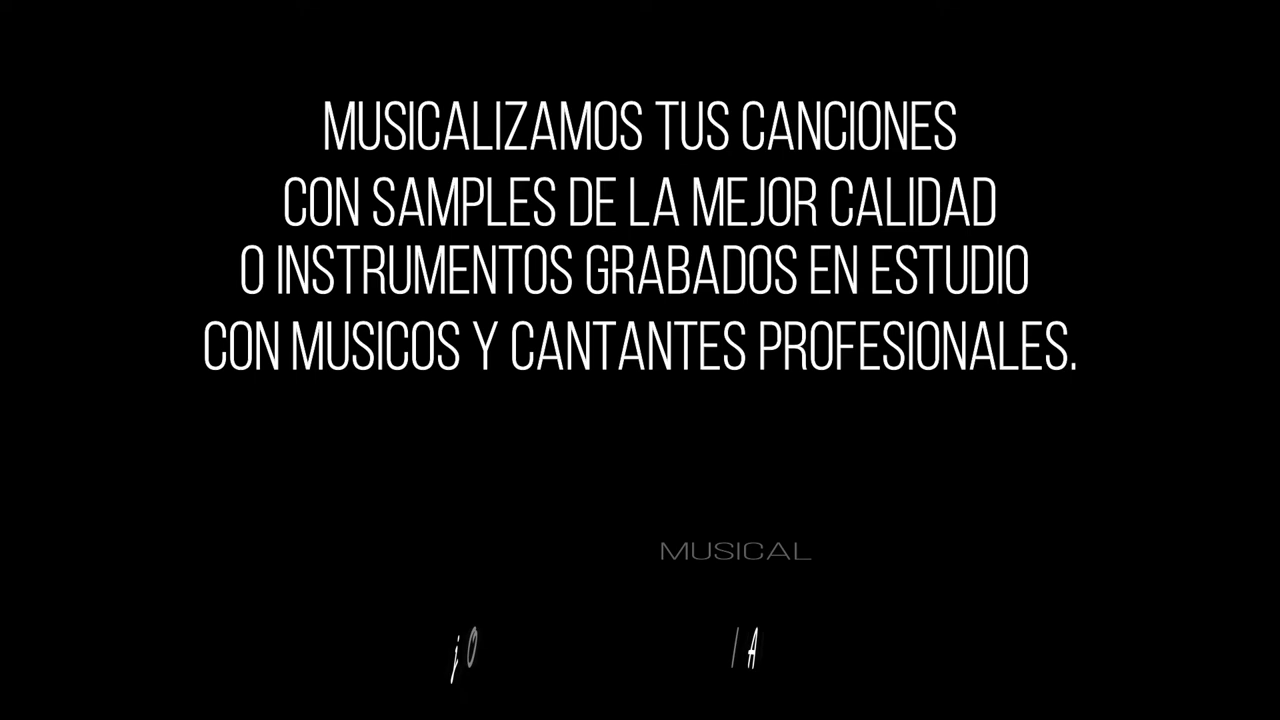 MUSICALIZAMOS TUS CANCIONES
CON SAMPLES DE LA MEJOR CALIDAD
O INSTRUMENTOS GRABADOS EN ESTUDIO
CON MUSICOS Y CANTANTES PROFESIONALES.
MUSICAL